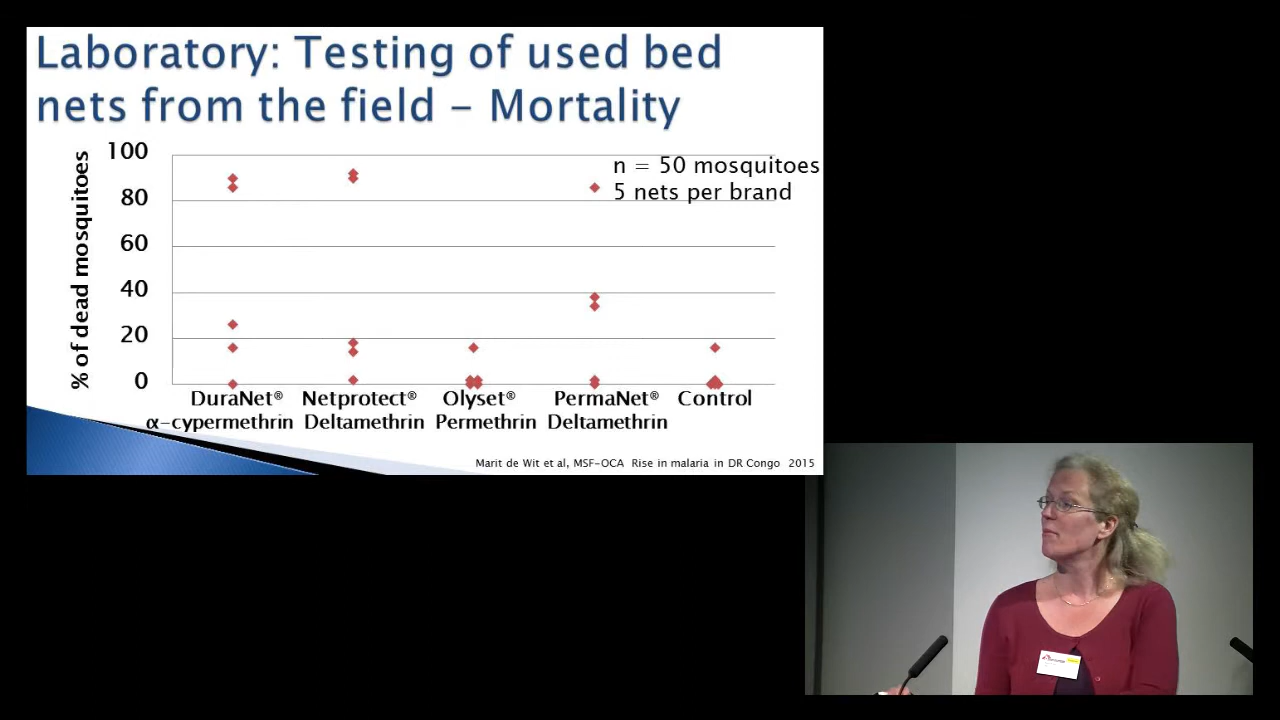 Laboratory: Testing of used bed
nets from the field – Mortality
% of dead mosquitoes
100
80
60
40
20
0
n = 50 mosquitoes
5 nets per brand
DuraNet® Netprotect® Olyset® PermaNet® Control
α-cypermethrin Deltamethrin Permethrin Deltamethrin
Marit de Wit et al, MSF-OCA Rise in malaria in DR Congo 2015